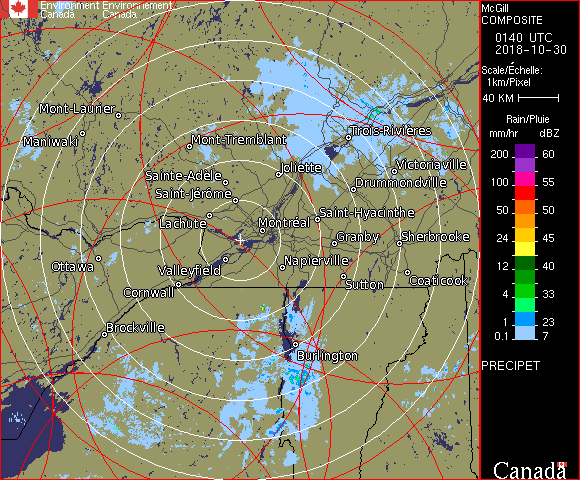 Environment Environnement
Canada Canada
McGill
COMPOSITE
0140 UTC
2018-10-30
Scale/Échelle:
1km/Pixel
40 KM
Rain/Pluie
mm/hr dBZ
200 60
100 55
50 50
24 45
12 40
4 33
1 23
0.1 7
PRECIPET
Canada
Mont-Laurier
Maniwaki
Mont-Tremblant
Trois-Rivières
Joliette
Victoriaville
Sainte-Adèle
Drummondville
Saint-Jérôme
Lachute
Saint-Hyacinthe
Montréal
Granby
Sherbrooke
Ottawa
Valleyfield
Napierville
Cornwall
Sutton
Coaticook
Brockville
Burlington